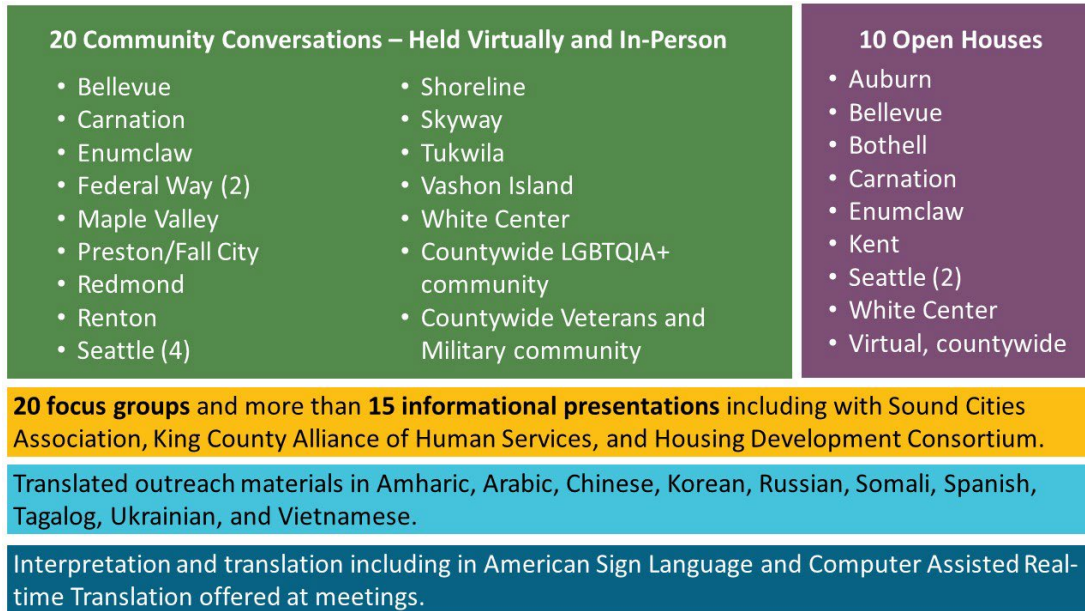 20 Community Conversations – Held Virtually and In-Person
• Bellevue
• Carnation
• Enumclaw
• Federal Way (2)
• Maple Valley
• Preston/Fall City
• Redmond
• Renton
• Seattle (4)
• Shoreline
• Skyway
• Tukwila
• Vashon Island
• White Center
• Countywide LGBTQIA+
community
• Countywide Veterans and
Military community
10 Open Houses
• Auburn
• Bellevue
• Bothell
• Carnation
• Enumclaw
• Kent
• Seattle (2)
• White Center
• Virtual, countywide
20 focus groups and more than 15 informational presentations including with Sound Cities
Association, King County Alliance of Human Services, and Housing Development Consortium.
Translated outreach materials in Amharic, Arabic, Chinese, Korean, Russian, Somali, Spanish,
Tagalog, Ukrainian, and Vietnamese.
Interpretation and translation including in American Sign Language and Computer Assisted Real-
time Translation offered at meetings.